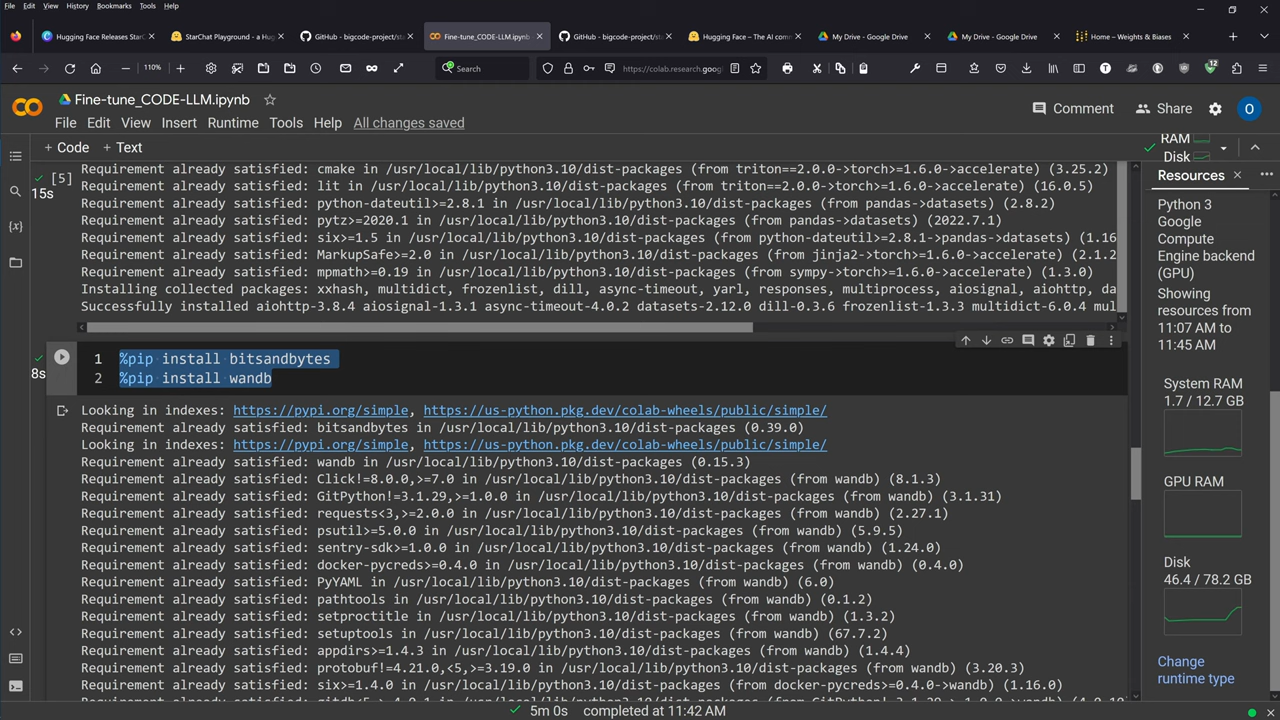 File Edit View History Bookmarks Tools Help
Hugging Face Releases StarC
StarChat Playground - a Hug
GitHub - bigcode-project/sta
Fine-tune_CODE-LLM.ipynb
GitHub - bigcode-project/sta
Hugging Face – The AI com
My Drive - Google Drive
My Drive - Google Drive
Home – Weights & Biases
110%
Search
https://colab.research.goog
12
Fine-tune_CODE-LLM.ipynb
Comment
Share
O
File Edit View Insert Runtime Tools Help All changes saved
+ Code + Text
RAM
Disk
[5]
15s
Requirement already satisfied: cmake in /usr/local/lib/python3.10/dist-packages (from triton==2.0.0->torch>=1.6.0->accelerate) (3.25.2)
Requirement already satisfied: lit in /usr/local/lib/python3.10/dist-packages (from triton==2.0.0->torch>=1.6.0->accelerate) (16.0.5)
Requirement already satisfied: python-dateutil>=2.8.1 in /usr/local/lib/python3.10/dist-packages (from pandas->datasets) (2.8.2)
Requirement already satisfied: pytz>=2020.1 in /usr/local/lib/python3.10/dist-packages (from pandas->datasets) (2022.7.1)
Requirement already satisfied: six>=1.5 in /usr/local/lib/python3.10/dist-packages (from python-dateutil>=2.8.1->pandas->datasets) (1.16
Requirement already satisfied: MarkupSafe>=2.0 in /usr/local/lib/python3.10/dist-packages (from jinja2->torch>=1.6.0->accelerate) (2.1.2
Requirement already satisfied: mpmath>=0.19 in /usr/local/lib/python3.10/dist-packages (from sympy->torch>=1.6.0->accelerate) (1.3.0)
Installing collected packages: xxhash, multidict, frozenlist, dill, async-timeout, yarl, responses, multiprocess, aiosignal, aiohttp, da
Successfully installed aiohttp-3.8.4 aiosignal-1.3.1 async-timeout-4.0.2 datasets-2.12.0 dill-0.3.6 frozenlist-1.3.3 multidict-6.0.4 mul
8s
1 %pip install bitsandbytes
2 %pip install wandb
Looking in indexes: https://pypi.org/simple, https://us-python.pkg.dev/colab-wheels/public/simple/
Requirement already satisfied: bitsandbytes in /usr/local/lib/python3.10/dist-packages (0.39.0)
Looking in indexes: https://pypi.org/simple, https://us-python.pkg.dev/colab-wheels/public/simple/
Requirement already satisfied: wandb in /usr/local/lib/python3.10/dist-packages (0.15.3)
Requirement already satisfied: Click!=8.0.0,>=7.0 in /usr/local/lib/python3.10/dist-packages (from wandb) (8.1.3)
Requirement already satisfied: GitPython!=3.1.29,>=1.0.0 in /usr/local/lib/python3.10/dist-packages (from wandb) (3.1.31)
Requirement already satisfied: requests<3,>=2.0.0 in /usr/local/lib/python3.10/dist-packages (from wandb) (2.27.1)
Requirement already satisfied: psutil>=5.0.0 in /usr/local/lib/python3.10/dist-packages (from wandb) (5.9.5)
Requirement already satisfied: sentry-sdk>=1.0.0 in /usr/local/lib/python3.10/dist-packages (from wandb) (1.24.0)
Requirement already satisfied: docker-pycreds>=0.4.0 in /usr/local/lib/python3.10/dist-packages (from wandb) (0.4.0)
Requirement already satisfied: PyYAML in /usr/local/lib/python3.10/dist-packages (from wandb) (6.0)
Requirement already satisfied: pathtools in /usr/local/lib/python3.10/dist-packages (from wandb) (0.1.2)
Requirement already satisfied: setproctitle in /usr/local/lib/python3.10/dist-packages (from wandb) (1.3.2)
Requirement already satisfied: setuptools in /usr/local/lib/python3.10/dist-packages (from wandb) (67.7.2)
Requirement already satisfied: appdirs>=1.4.3 in /usr/local/lib/python3.10/dist-packages (from wandb) (1.4.4)
Requirement already satisfied: protobuf!=4.21.0,<5,>=3.19.0 in /usr/local/lib/python3.10/dist-packages (from wandb) (3.20.3)
Requirement already satisfied: six>=1.4.0 in /usr/local/lib/python3.10/dist-packages (from docker-pycreds>=0.4.0->wandb) (1.16.0)
Resources
Python 3
Google
Compute
Engine backend
(GPU)
Showing
resources from
11:07 AM to
11:45 AM
System RAM
1.7 / 12.7 GB
GPU RAM
Disk
46.4 / 78.2 GB
Change
runtime type
5m 0s completed at 11:42 AM